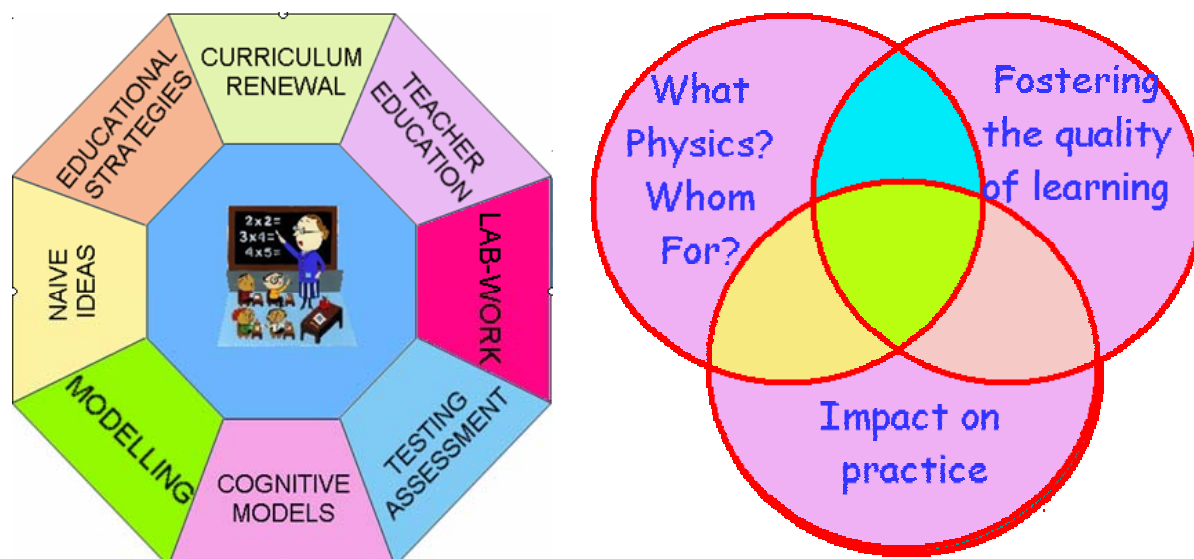 CURRICULUM
RENEWAL
TEACHER
EDUCATION
LAB-WORK
TESTING
ASSESSMENT
COGNITIVE
MODELS
MODELLING
NAIVE
IDEAS
EDUCATIONAL
STRATEGIES
2x2=
3x4=
4x5=
What
Physics?
Whom
For?
Fostering
the quality
of learning
Impact on
practice